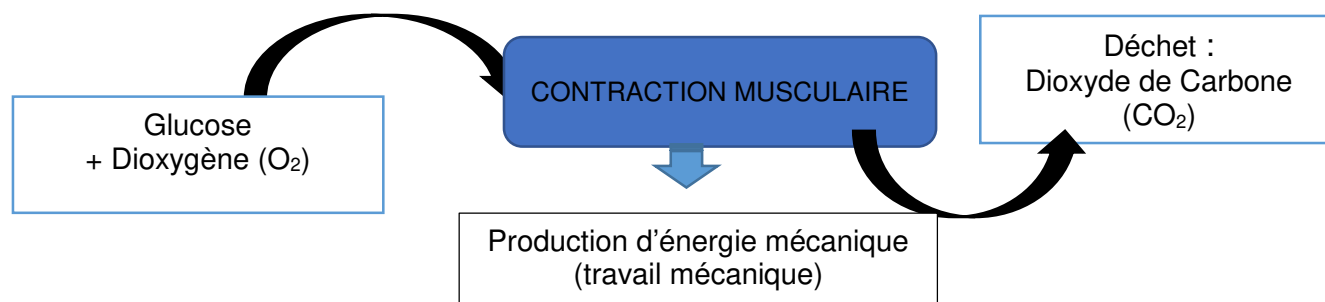 Glucose
+ Dioxygène (O₂)
CONTRACTION MUSCULAIRE
Déchet :
Dioxyde de Carbone
(CO₂)
Production d’énergie mécanique
(travail mécanique)